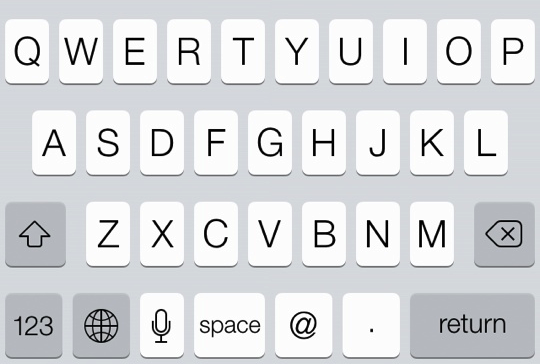 Q W E R T Y U I O P
A S D F G H J K L
Z X C V B N M
123 space @ . return